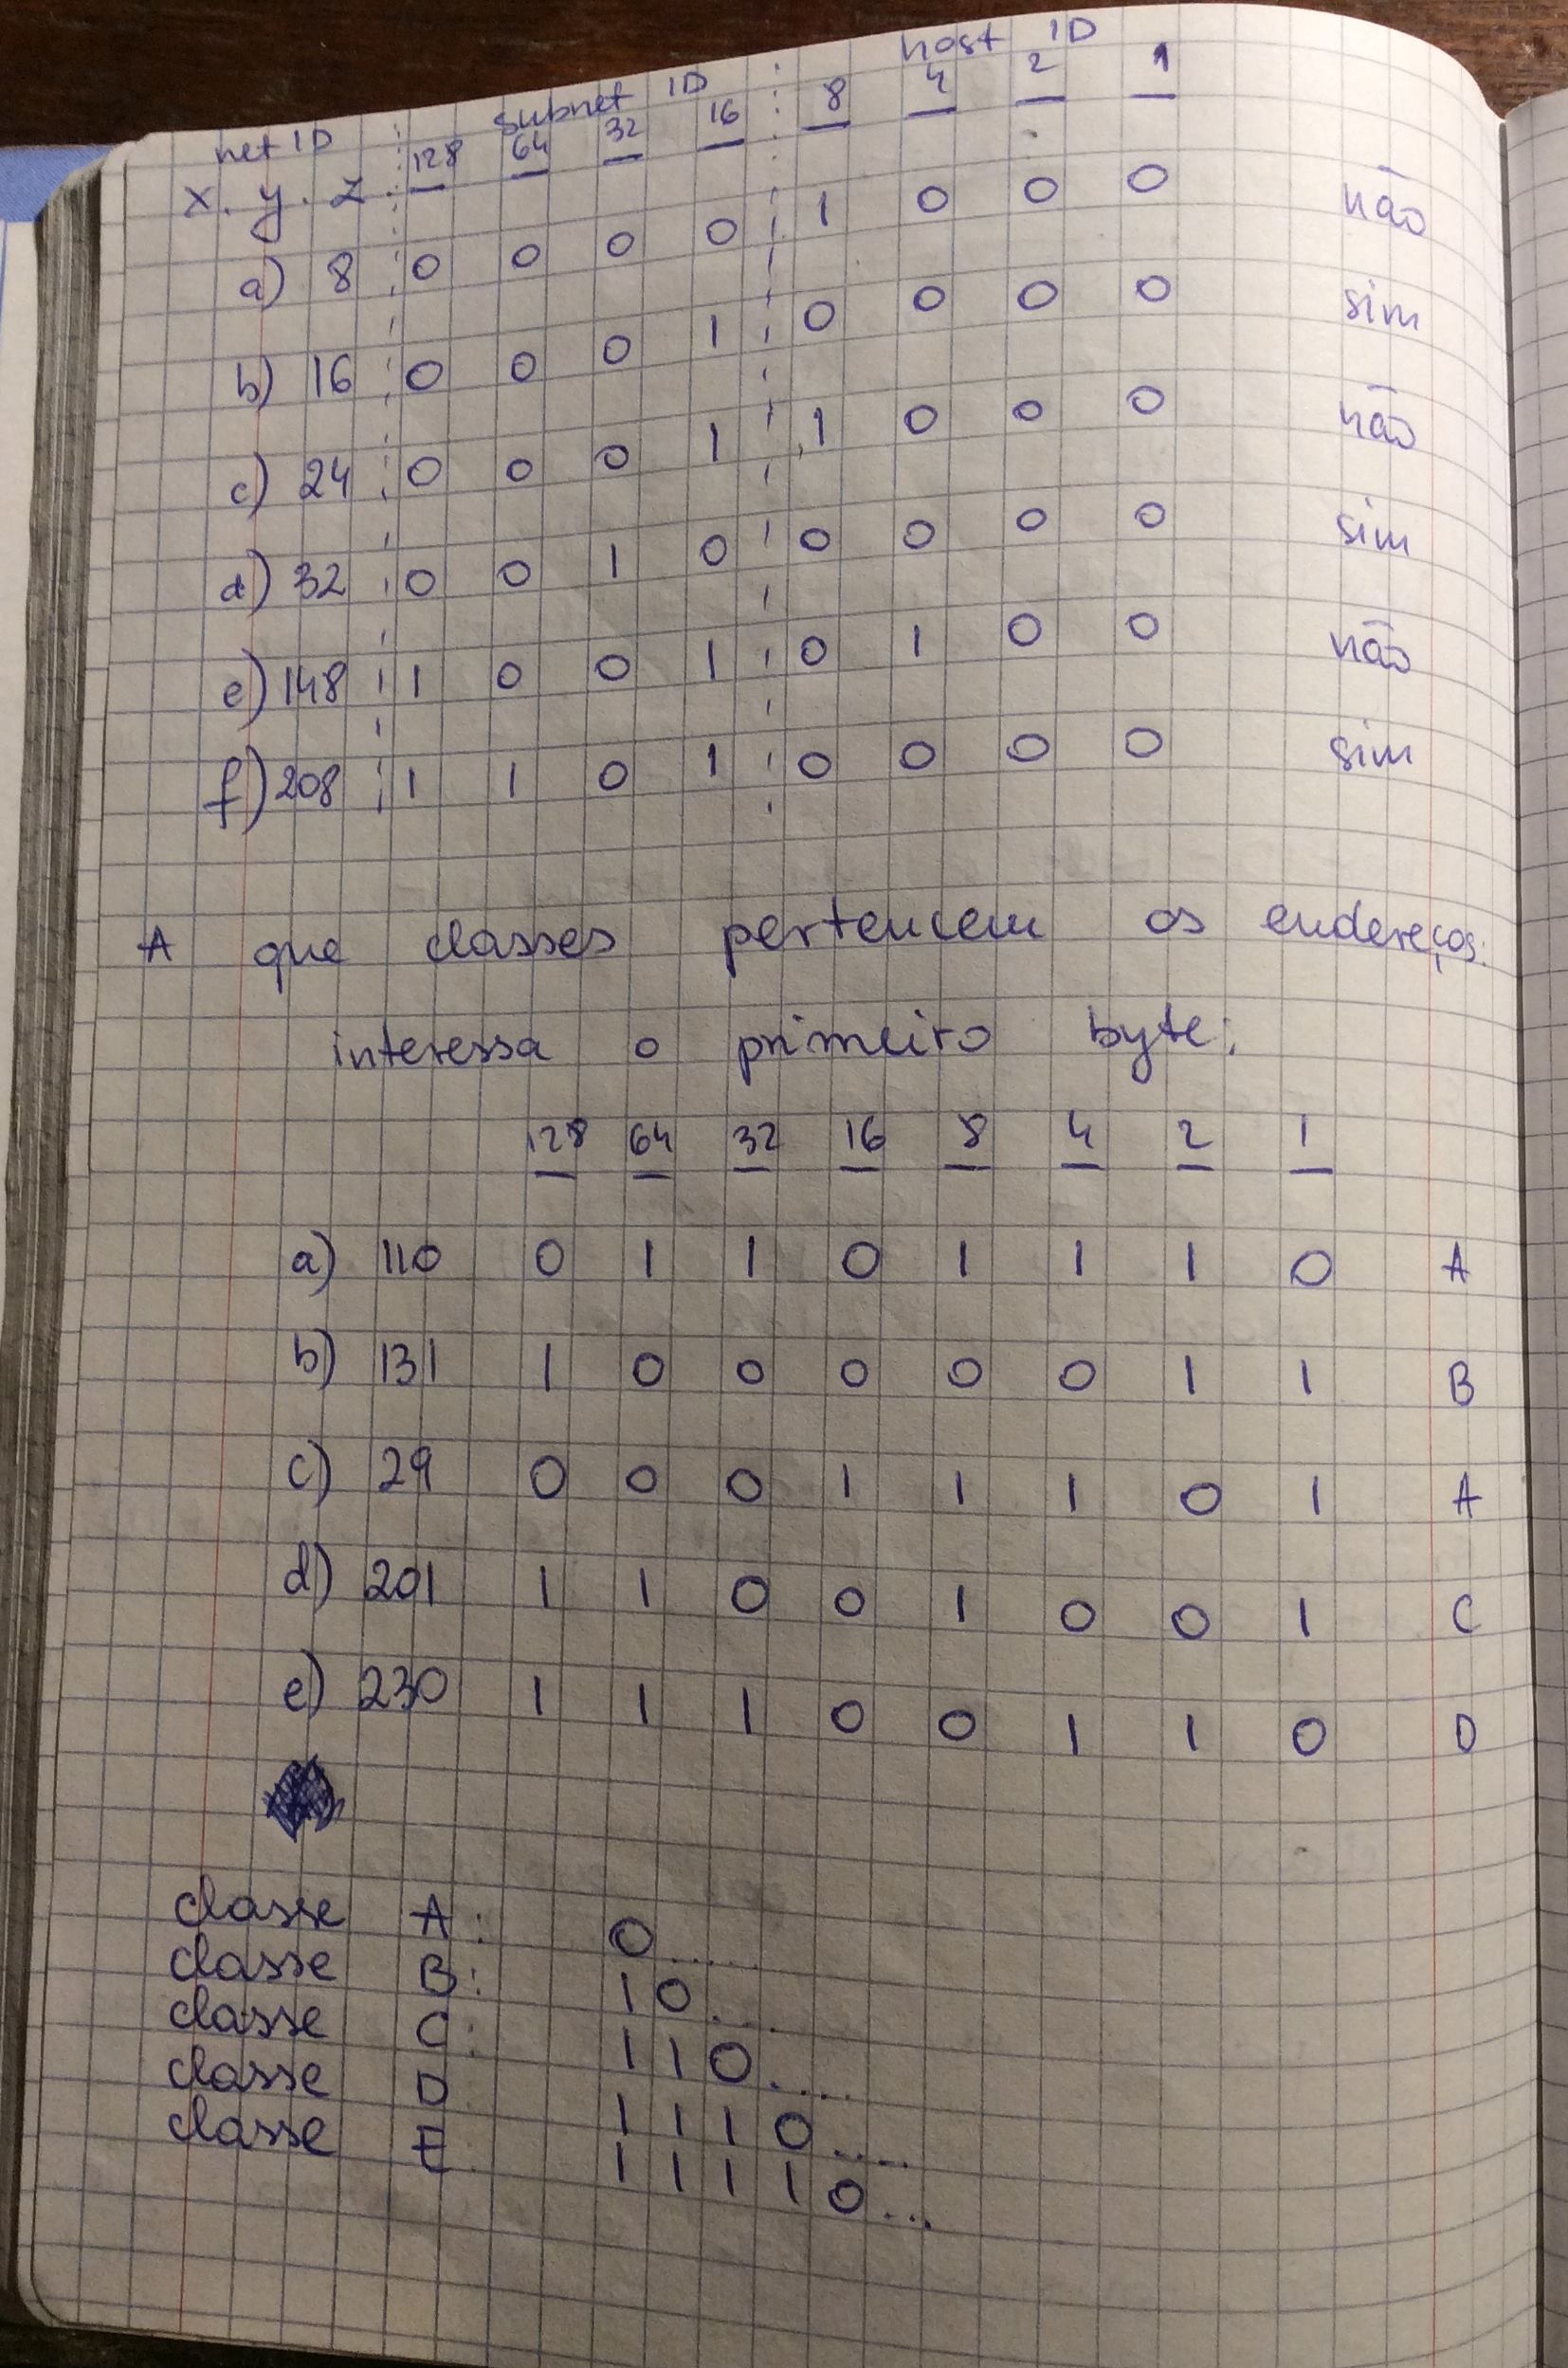 net ID subnet ID host ID
x. y. z. 128 64 32 16 8 4 2 1
a) 8 0 0 0 0 1 0 0 0 não
b) 16 0 0 0 1 0 0 0 0 sim
c) 24 0 0 0 1 1 0 0 0 não
d) 32 0 0 1 0 0 0 0 0 sim
e) 148 1 0 0 1 0 1 0 0 não
f) 208 1 1 0 1 0 0 0 0 sim
A que classes pertencem os endereços:
interessa o primeiro byte:
128 64 32 16 8 4 2 1
a) 110 0 1 1 0 1 1 1 0 A
b) 131 1 0 0 0 0 0 1 1 B
c) 29 0 0 0 1 1 1 0 1 A
d) 201 1 1 0 0 1 0 0 1 C
e) 230 1 1 1 0 0 1 1 0 D
classe A: 0.....
classe B: 10....
classe C: 110.....
classe D 1110.....
classe E 11110...